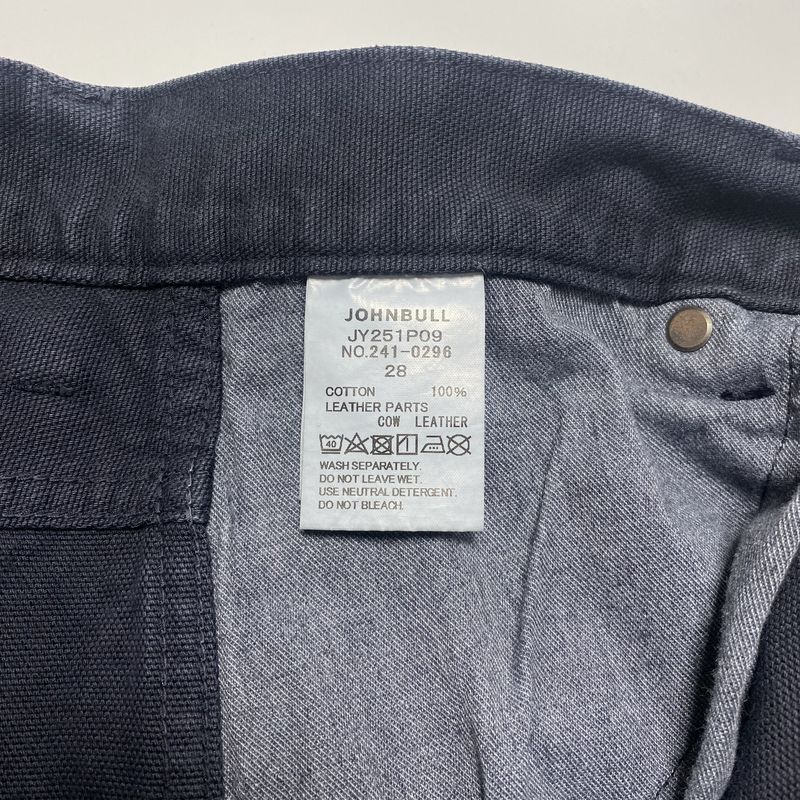 JOHNBULL
JY251P09
NO.241-0296
28
COTTON 100%
LEATHER PARTS
COW LEATHER
40
WASH SEPARATELY.
DO NOT LEAVE WET.
USE NEUTRAL DETERGENT.
DO NOT BLEACH.